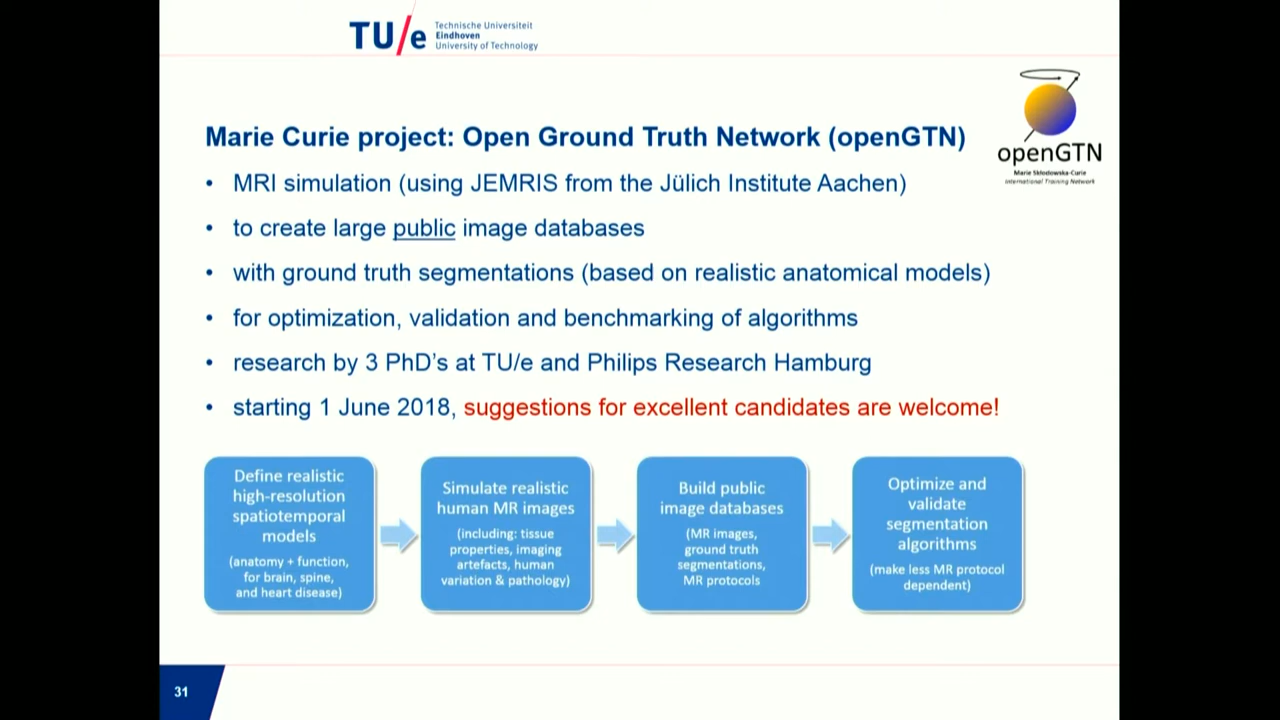 TU/e
Technische Universiteit
Eindhoven
University of Technology
openGTN
Marie Skłodowska-Curie
International Training Network
Marie Curie project: Open Ground Truth Network (openGTN)
• MRI simulation (using JEMRIS from the Jülich Institute Aachen)
• to create large public image databases
• with ground truth segmentations (based on realistic anatomical models)
• for optimization, validation and benchmarking of algorithms
• research by 3 PhD's at TU/e and Philips Research Hamburg
• starting 1 June 2018, suggestions for excellent candidates are welcome!
Define realistic
high-resolution
spatiotemporal
models
(anatomy + function,
for brain, spine,
and heart disease)
Simulate realistic
human MR images
(including: tissue
properties, imaging
artefacts, human
variation & pathology)
Build public
image databases
(MR images,
ground truth
segmentations,
MR protocols
Optimize and
validate
segmentation
algorithms
(make less MR protocol
dependent)
31